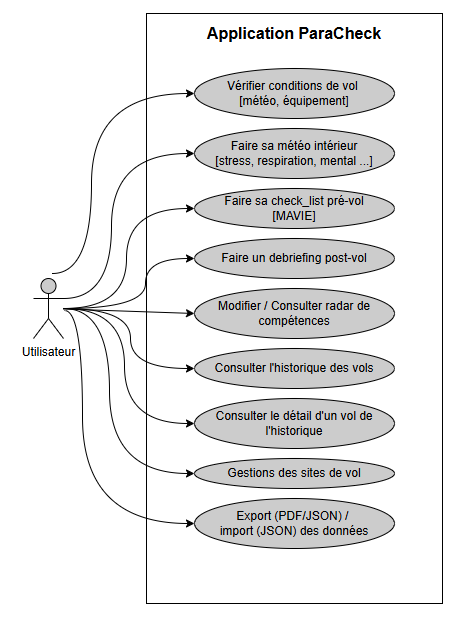 Application ParaCheck
Vérifier conditions de vol
[météo, équipement]
Faire sa météo intérieur
[stress, respiration, mental ...]
Faire sa check_list pré-vol
[MAVIE]
Faire un debriefing post-vol
Modifier / Consulter radar de
compétences
Utilisateur
Consulter l'historique des vols
Consulter le détail d'un vol de
l'historique
Gestions des sites de vol
Export (PDF/JSON) /
import (JSON) des données